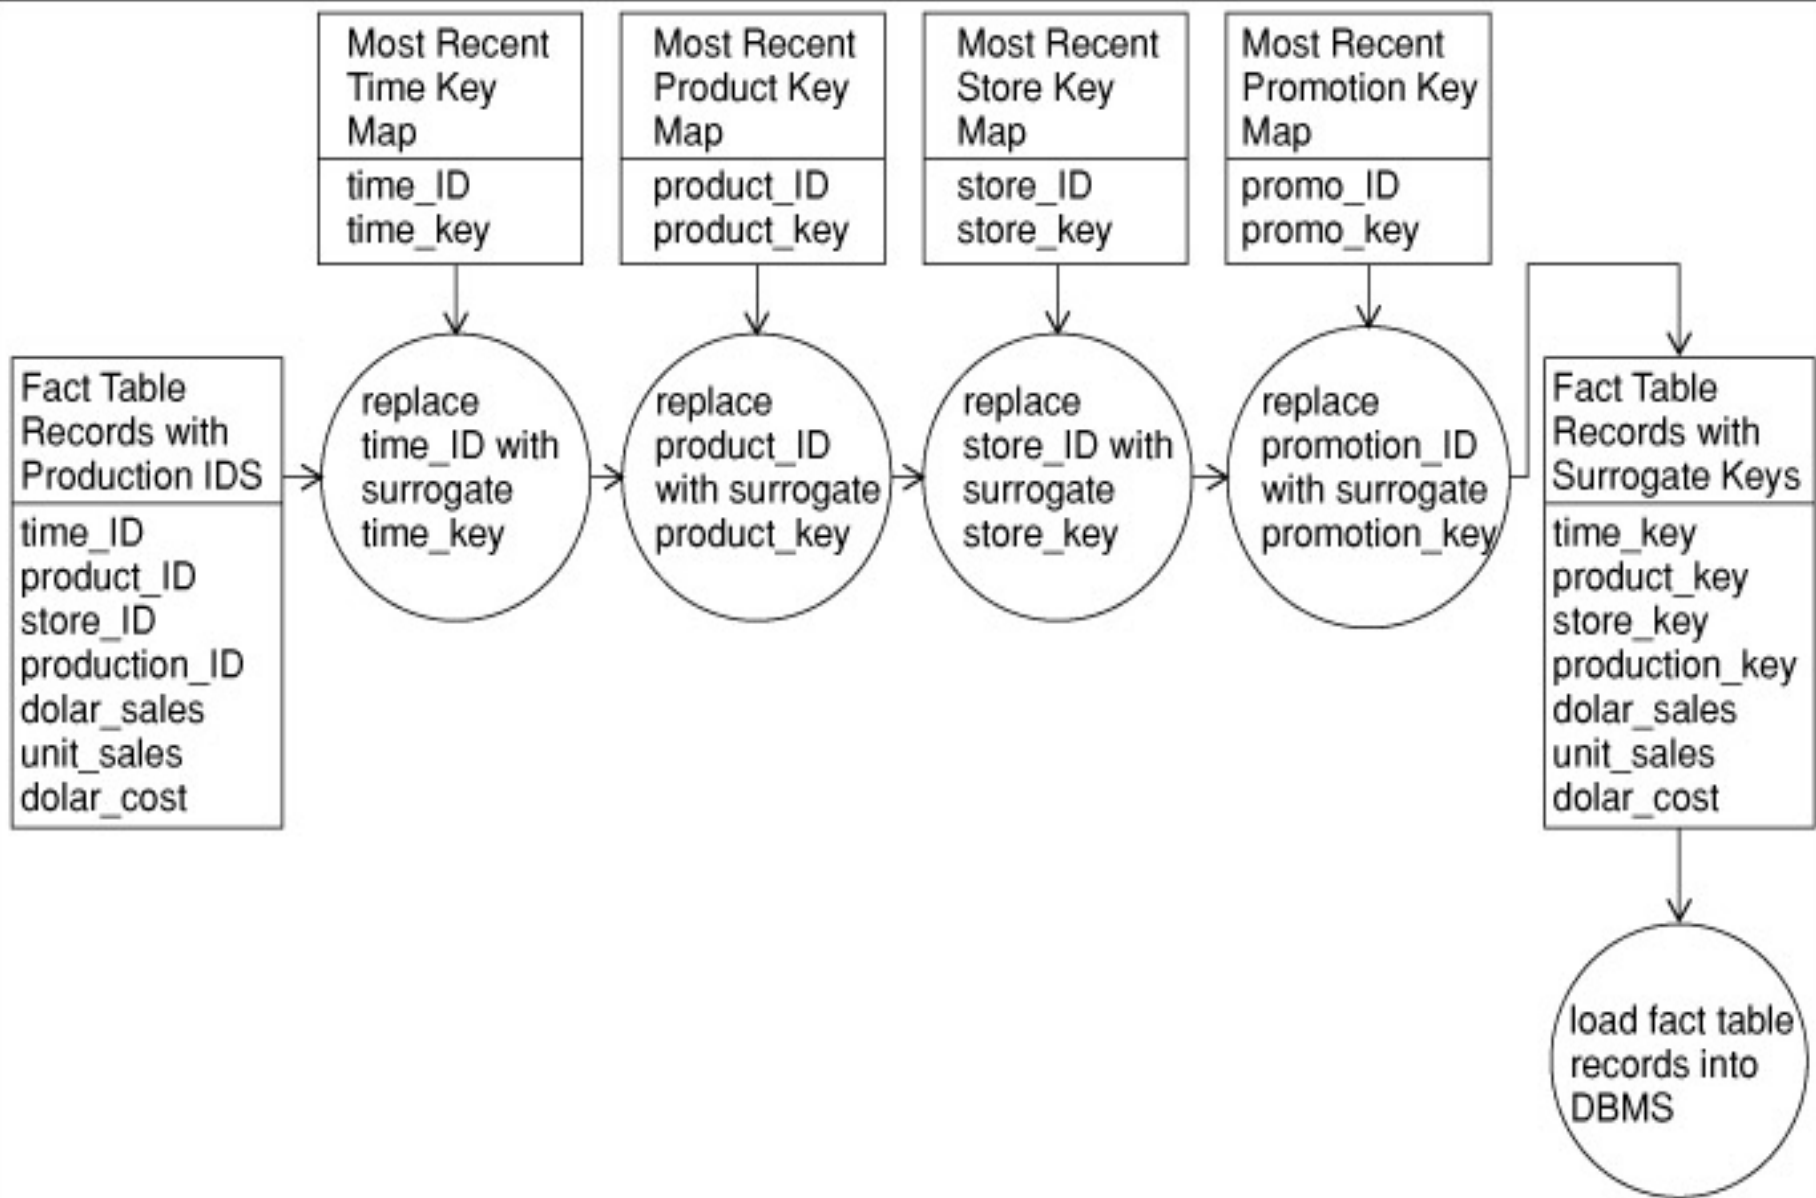 Most Recent
Time Key
Map
time_ID
time_key
Most Recent
Product Key
Map
product_ID
product_key
Most Recent
Store Key
Map
store_ID
store_key
Most Recent
Promotion Key
Map
promo_ID
promo_key
Fact Table
Records with
Production IDS
time_ID
product_ID
store_ID
production_ID
dolar_sales
unit_sales
dolar_cost
replace
time_ID with
surrogate
time_key
replace
product_ID
with surrogate
product_key
replace
store_ID with
surrogate
store_key
replace
promotion_ID
with surrogate
promotion_key
Fact Table
Records with
Surrogate Keys
time_key
product_key
store_key
production_key
dolar_sales
unit_sales
dolar_cost
load fact table
records into
DBMS